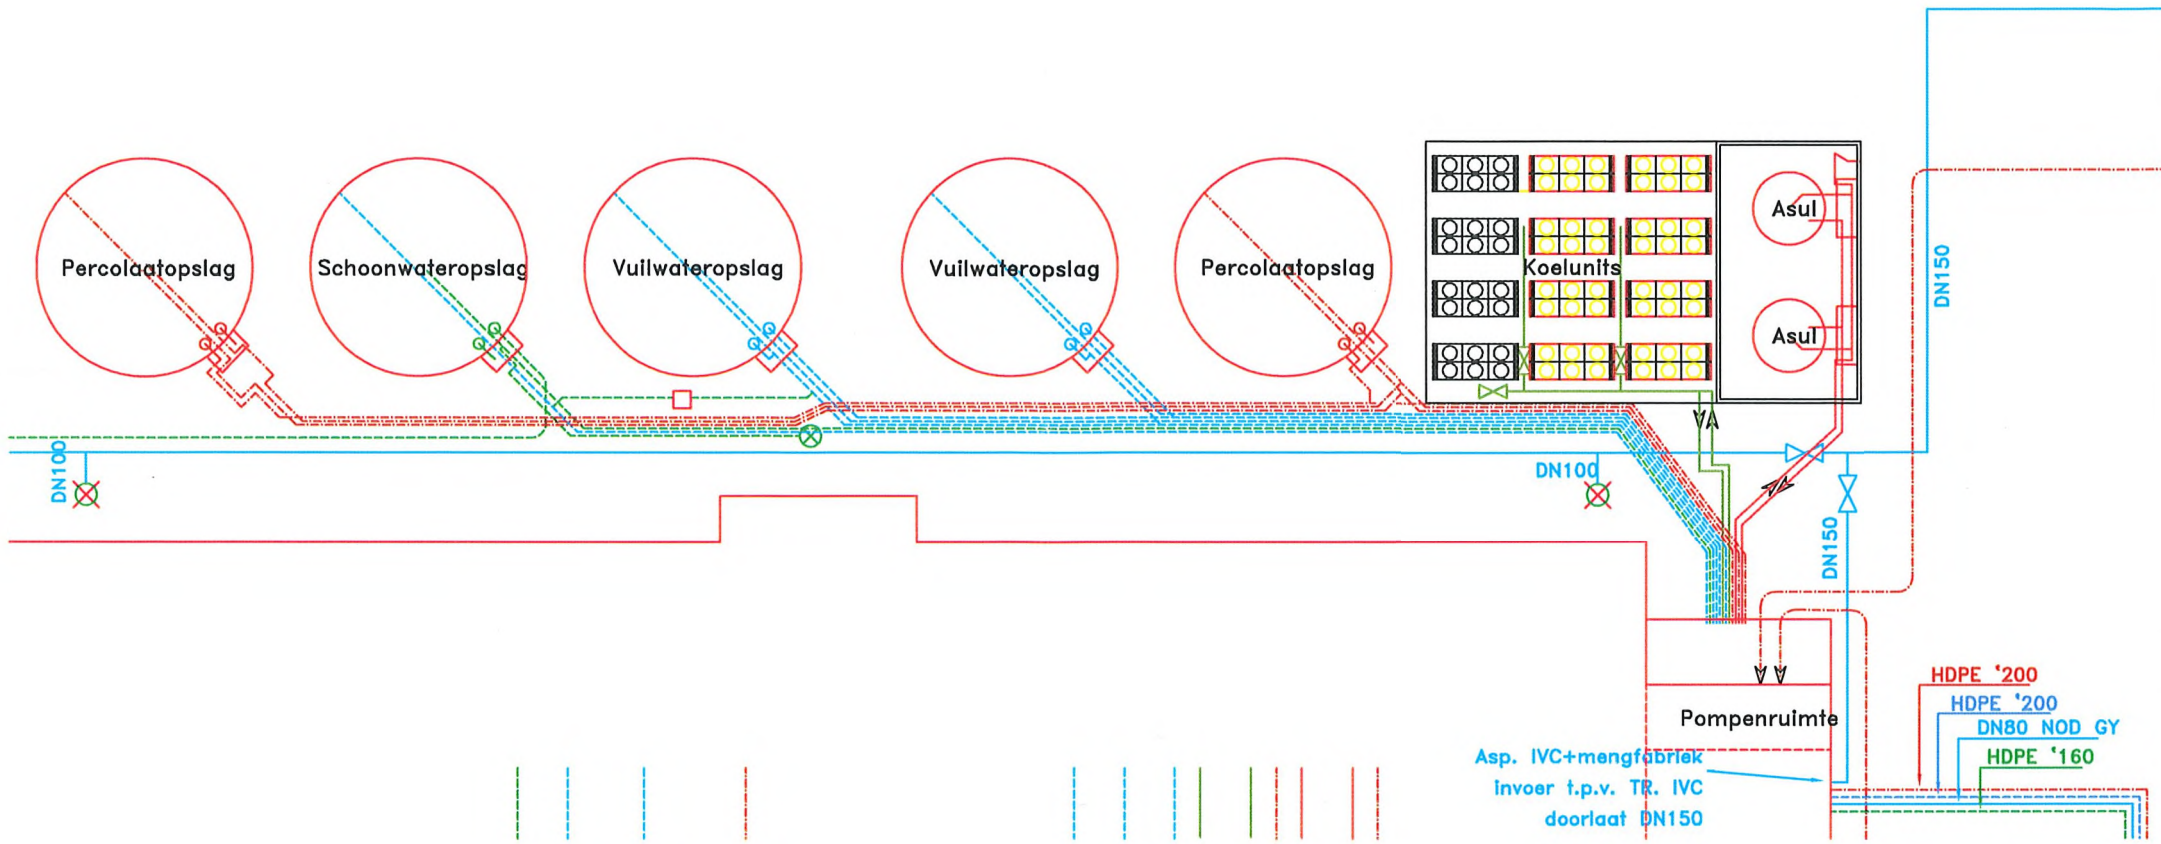 Percolaatopslag
Schoonwateropslag
Vuilwateropslag
Vuilwateropslag
Percolaatopslag
Koelunits
Asul
Asul
DN150
DN100
DN100
DN150
Pompenruimte
Asp. IVC+mengfabriek
invoer t.p.v. TR. IVC
doorlaat DN150
HDPE '200
HDPE '200
DN80 NOD GY
HDPE '160